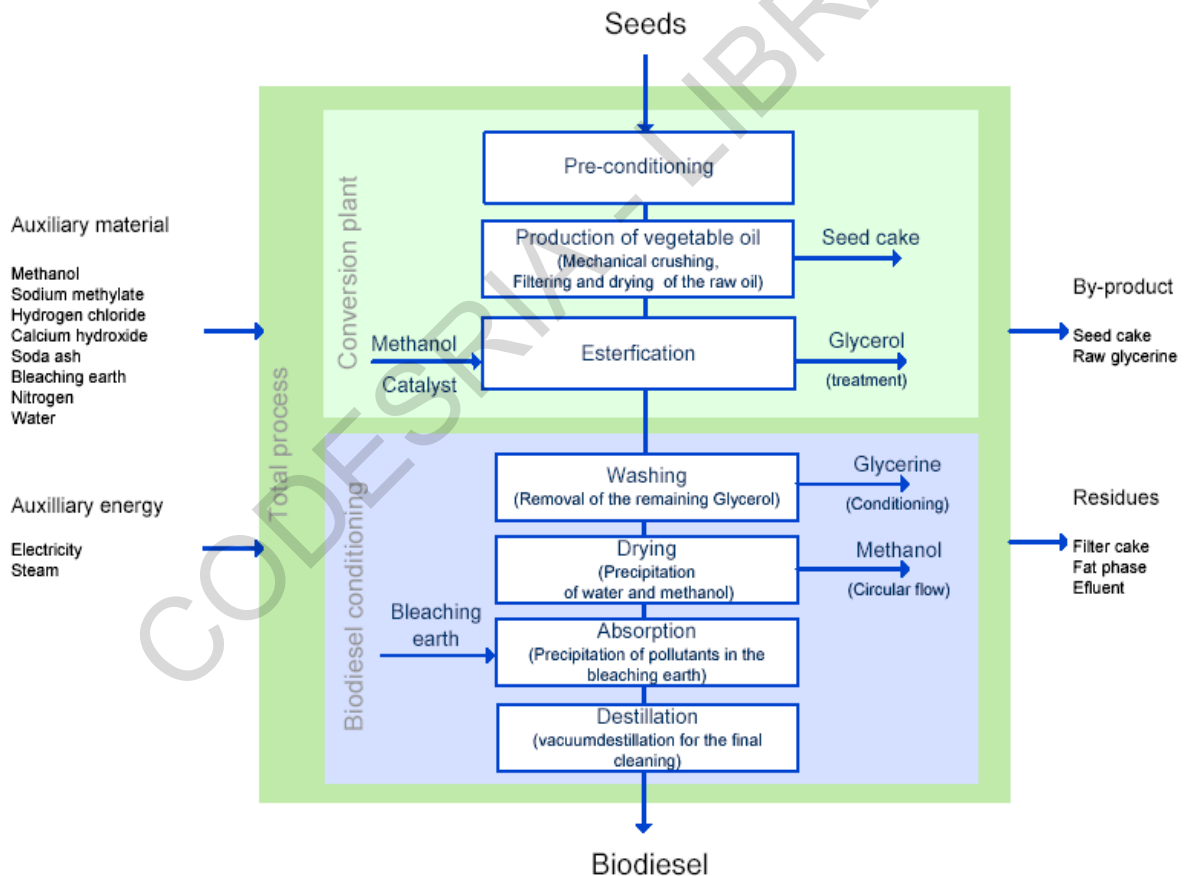 Seeds
Pre-conditioning
Production of vegetable oil
(Mechanical crushing,
Filtering and drying of the raw oil)
Seed cake
Methanol
Catalyst
Esterfication
Glycerol
(treatment)
Conversion plant
Auxiliary material
Methanol
Sodium methylate
Hydrogen chloride
Calcium hydroxide
Soda ash
Bleaching earth
Nitrogen
Water
Auxilliary energy
Electricity
Steam
Total process
By-product
Seed cake
Raw glycerine
Residues
Filter cake
Fat phase
Efluent
Biodiesel conditioning
Washing
(Removal of the remaining Glycerol)
Glycerine
(Conditioning)
Drying
(Precipitation
of water and methanol)
Methanol
(Circular flow)
Bleaching
earth
Absorption
(Precipitation of pollutants in the
bleaching earth)
Destillation
(vacuumdestillation for the final
cleaning)
Biodiesel
CODESRIA - LIBRA